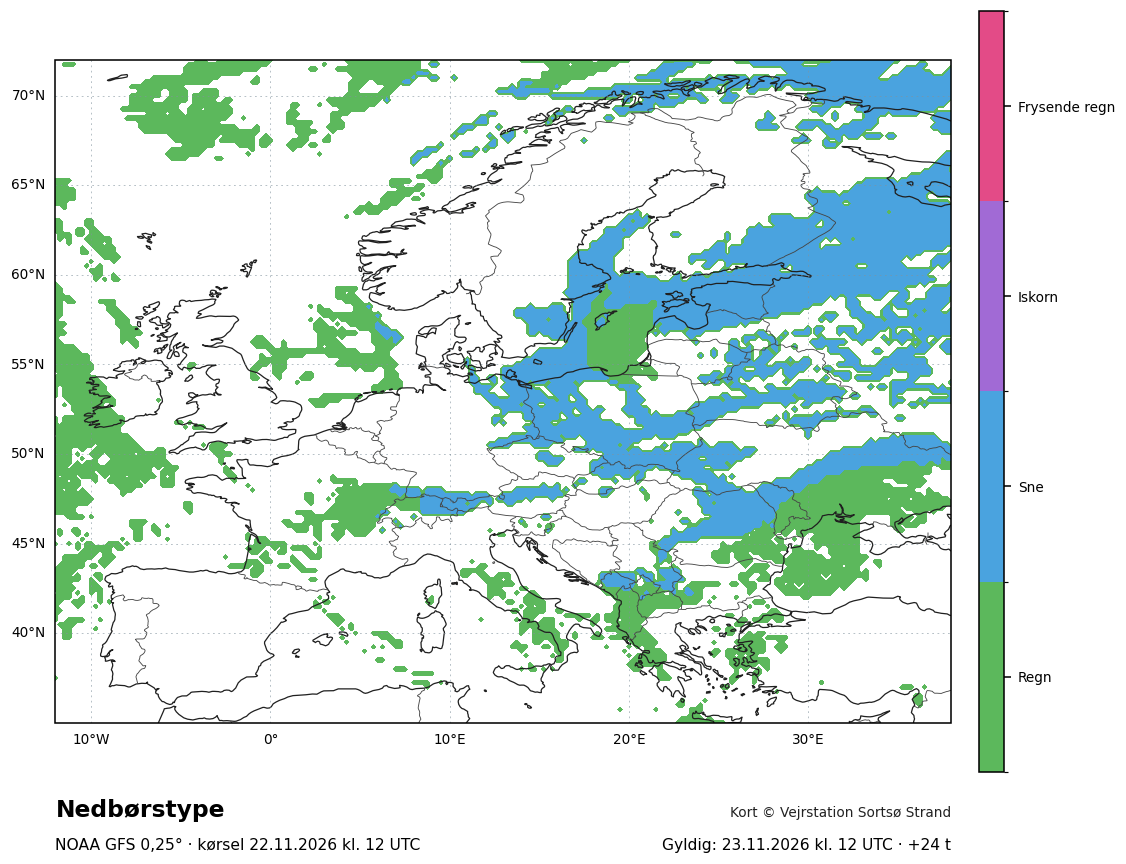 70°N
65°N
60°N
55°N
50°N
45°N
40°N
10°W
0°
10°E
20°E
30°E
Frysende regn
Iskorn
Sne
Regn
Nedbørstype
Kort © Vejrstation Sortsø Strand
NOAA GFS 0,25° · kørsel 22.11.2026 kl. 12 UTC
Gyldig: 23.11.2026 kl. 12 UTC · +24 t